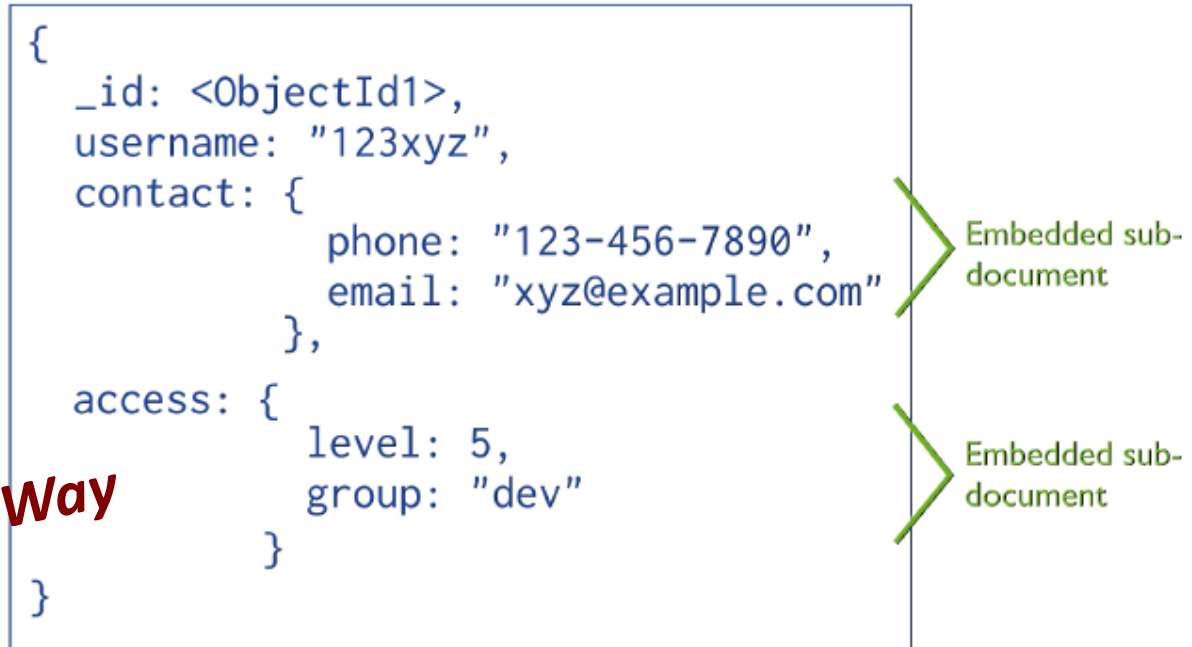 {
_id: <ObjectId1>,
username: "123xyz",
contact: {
phone: "123-456-7890",
email: "xyz@example.com"
},
Embedded sub-
document
access: {
level: 5,
group: "dev"
}
}
Embedded sub-
document
Way